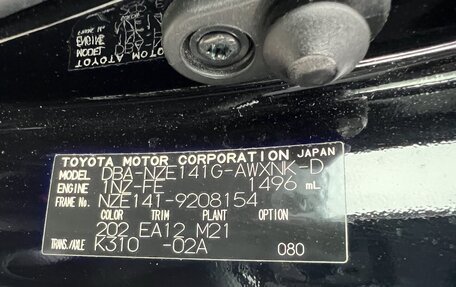 TOYOTA MOTOR CORPORATION JAPAN
MODEL DBA-NZE141G-AWXNK-D
ENGINE 1NZ-FE 1496 mL
FRAME No. NZE141-9208154
COLOR TRIM PLANT OPTION
202 EA12 M21
TRANS./AXLE K310 -02A 080